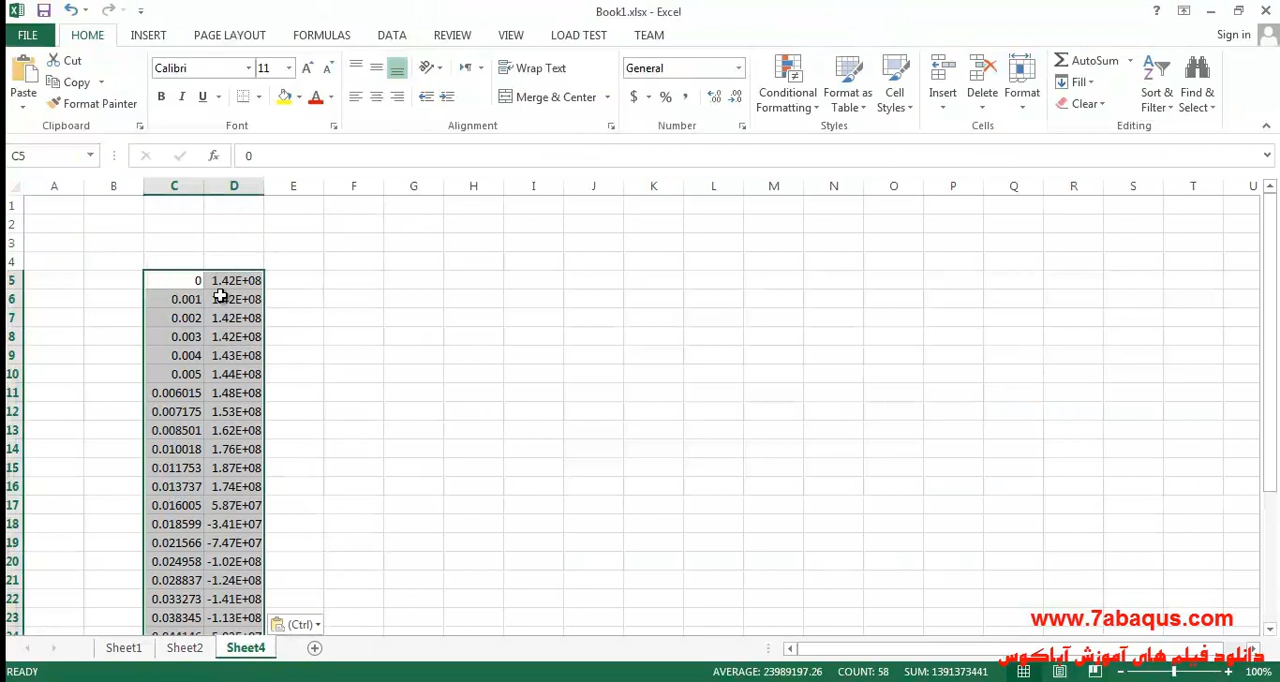 Book1.xlsx - Excel
Sign in
FILE HOME INSERT PAGE LAYOUT FORMULAS DATA REVIEW VIEW LOAD TEST TEAM
Paste
Cut
Copy
Format Painter
Clipboard
Calibri 11
B I U
Font
Wrap Text
Merge & Center
Alignment
General
$ % ,
Number
Conditional Formatting
Format as Table
Cell Styles
Styles
Insert Delete Format
Cells
AutoSum
Fill
Clear
Sort & Filter
Find & Select
Editing
C5 fx 0
A B C D E F G H I J K L M N O P Q R S T U
1
2
3
4
5 0 1.42E+08
6 0.001 2E+08
7 0.002 1.42E+08
8 0.003 1.42E+08
9 0.004 1.43E+08
10 0.005 1.44E+08
11 0.006015 1.48E+08
12 0.007175 1.53E+08
13 0.008501 1.62E+08
14 0.010018 1.76E+08
15 0.011753 1.87E+08
16 0.013737 1.74E+08
17 0.016005 5.87E+07
18 0.018599 -3.41E+07
19 0.021566 -7.47E+07
20 0.024958 -1.02E+08
21 0.028837 -1.24E+08
22 0.033273 -1.41E+08
23 0.038345 -1.13E+08
(Ctrl)
www.7abaqus.com
دانلود فیلم های آموزش آباکوس
Sheet1 Sheet2 Sheet4
READY
AVERAGE: 23989197.26 COUNT: 58 SUM: 1391373441
100%